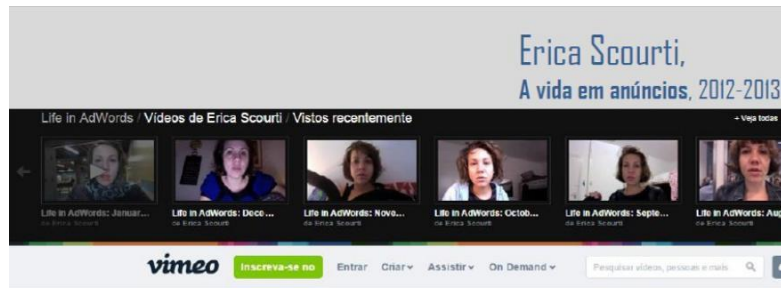 Erica Scourti,
A vida em anúncios, 2012-2013
Life in AdWords / Vídeos de Erica Scourti / Vistos recentemente
+ Veja todas
Life in AdWords: Januar...
de Erica Scourti
Life in AdWords: Dece...
de Erica Scourti
Life in AdWords: Nove...
de Erica Scourti
Life in AdWords: Octob...
de Erica Scourti
Life in AdWords: Septe...
de Erica Scourti
Life in AdWords: Aug
de Erica Scourti
vimeo Inscreva-se no Entrar Criar Assistir On Demand Pesquisar vídeos, pessoas e mais